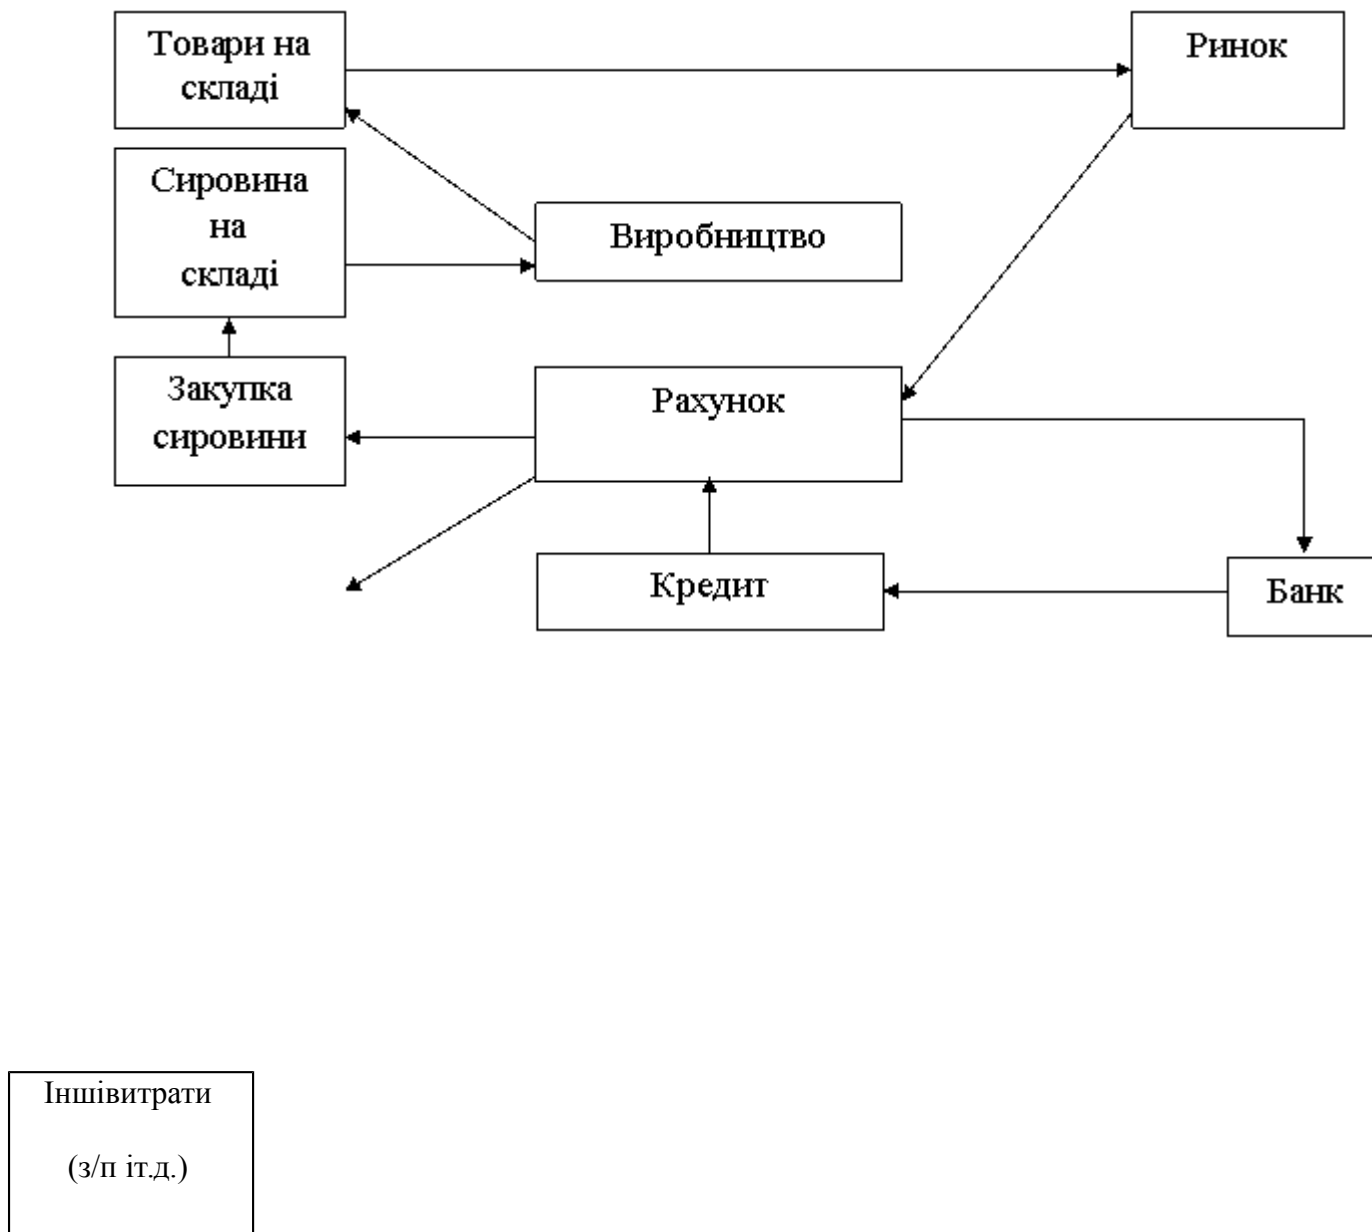 Товари на
складі
Ринок
Сировина
на
складі
Виробництво
Закупка
сировини
Рахунок
Кредит
Банк
Іншівитрати
(з/п іт.д.)